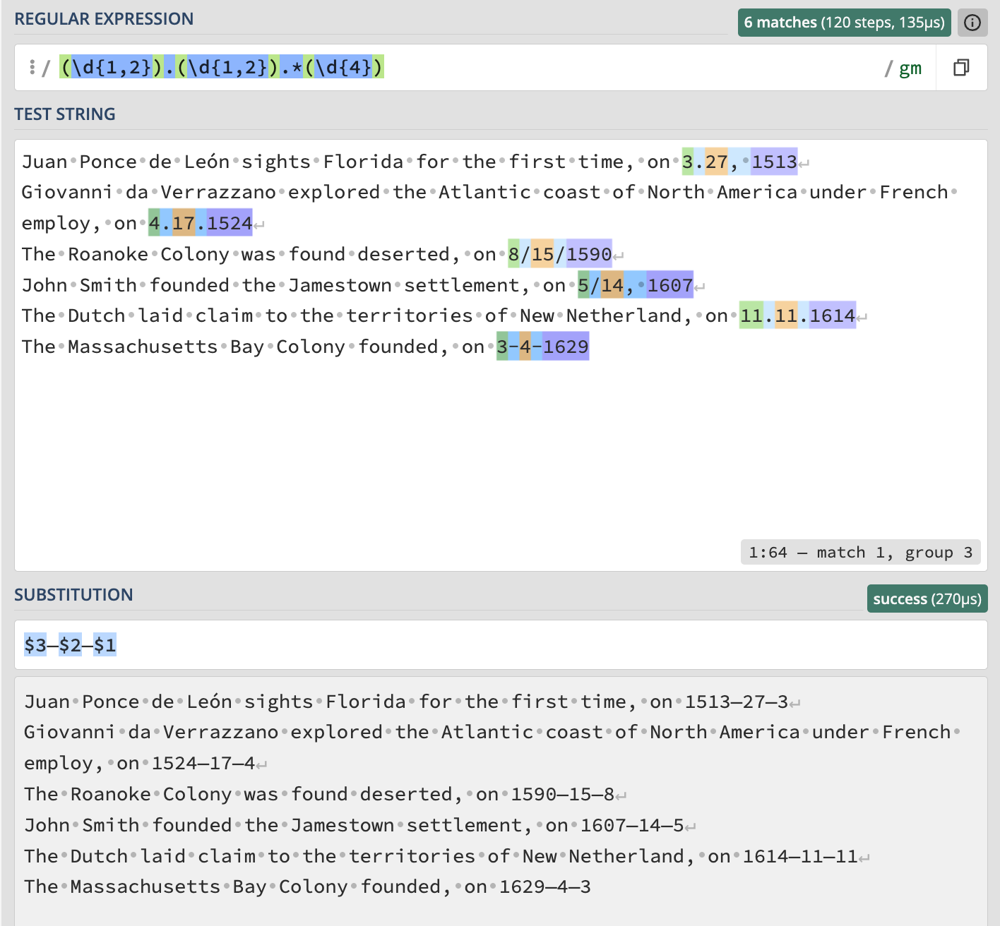 REGULAR EXPRESSION
6 matches (120 steps, 135µs)
/ (\d{1,2}).(\d{1,2}).*(\d{4}) / gm
TEST STRING
Juan·Ponce·de·León·sights·Florida·for·the·first·time,·on·3.27,·1513↵
Giovanni·da·Verrazzano·explored·the·Atlantic·coast·of·North·America·under·French·
employ,·on·4.17.1524↵
The·Roanoke·Colony·was·found·deserted,·on·8/15/1590↵
John·Smith·founded·the·Jamestown·settlement,·on·5/14,·1607↵
The·Dutch·laid·claim·to·the·territories·of·New·Netherland,·on·11.11.1614↵
The·Massachusetts·Bay·Colony·founded,·on·3-4-1629
1:64 — match 1, group 3
SUBSTITUTION
success (270µs)
$3—$2—$1
Juan·Ponce·de·León·sights·Florida·for·the·first·time,·on·1513—27—3↵
Giovanni·da·Verrazzano·explored·the·Atlantic·coast·of·North·America·under·French·
employ,·on·1524—17—4↵
The·Roanoke·Colony·was·found·deserted,·on·1590—15—8↵
John·Smith·founded·the·Jamestown·settlement,·on·1607—14—5↵
The·Dutch·laid·claim·to·the·territories·of·New·Netherland,·on·1614—11—11↵
The·Massachusetts·Bay·Colony·founded,·on·1629—4—3